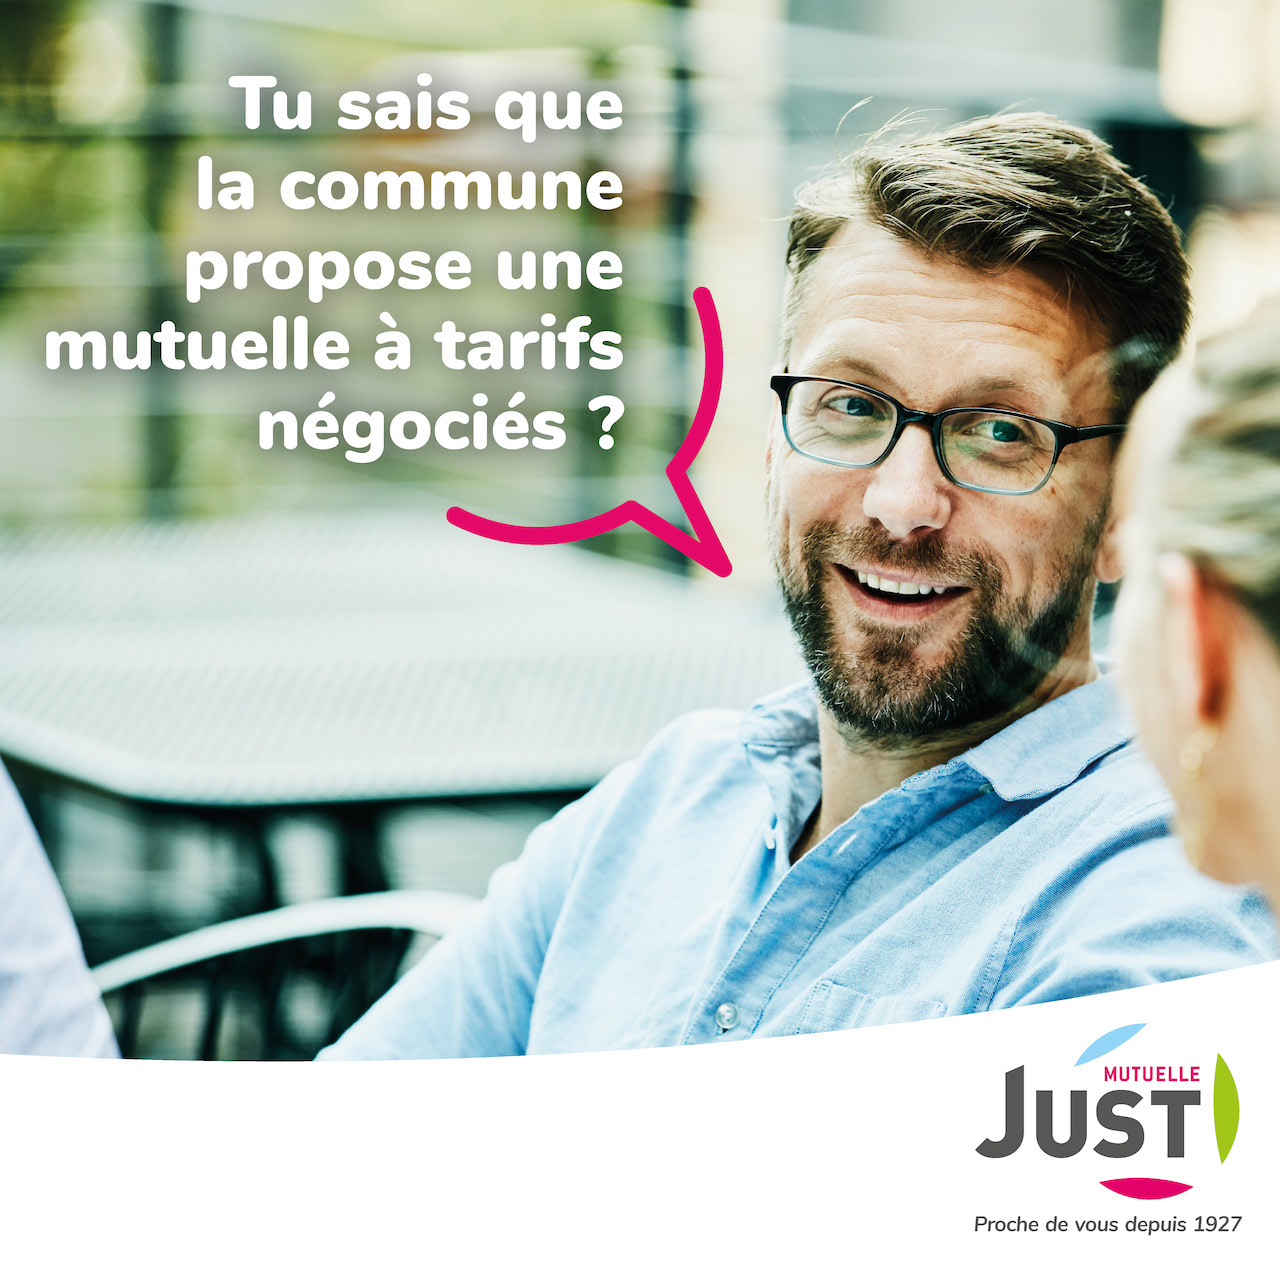 Tu sais que
la commune
propose une
mutuelle à tarifs
négociés ?
MUTUELLE
JUST
Proche de vous depuis 1927